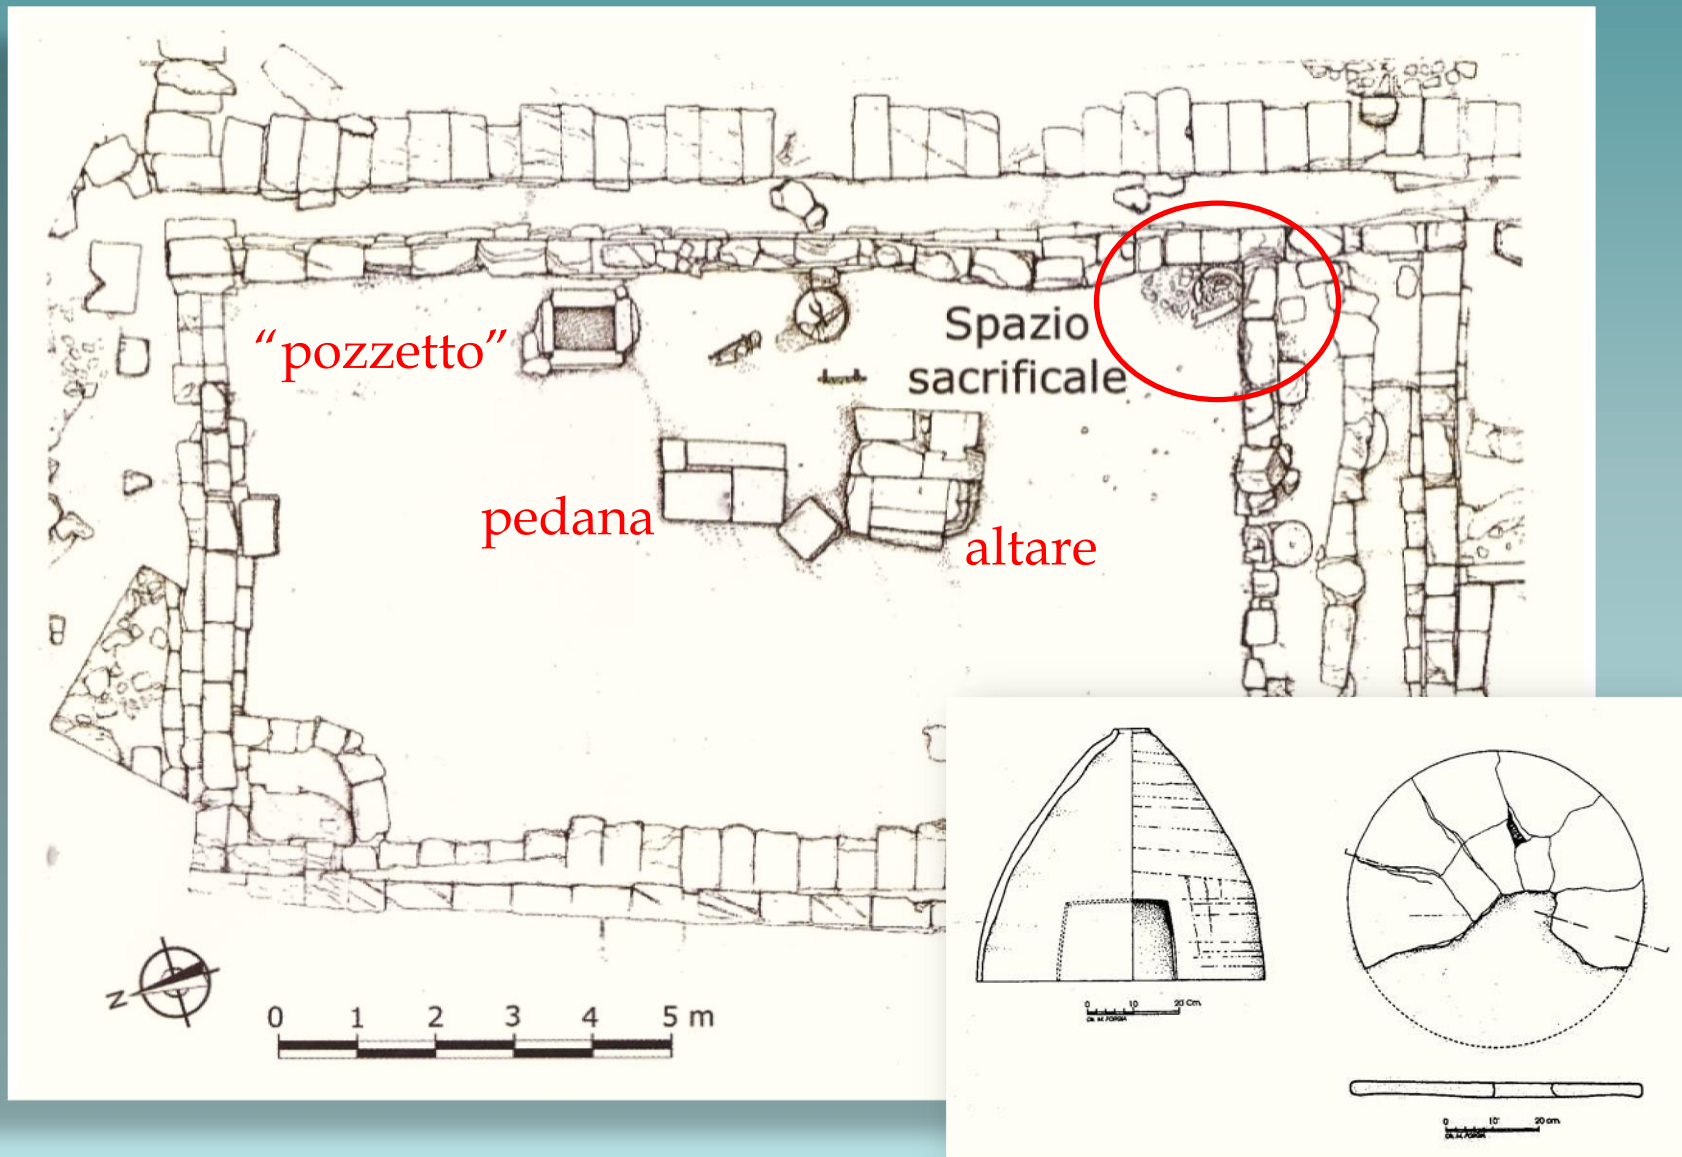 “pozzetto”
Spazio
sacrificale
pedana
altare
N
0 1 2 3 4 5 m
0 10 20 Cm.
0 10 20 cm.